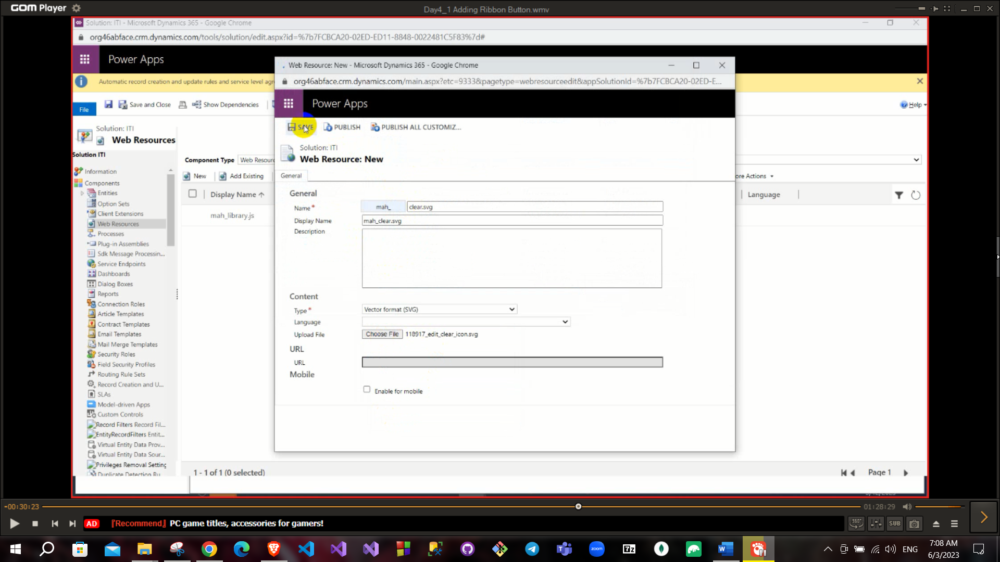 GOM Player
Day4_1 Adding Ribbon Button.wmv
Solution: ITI - Microsoft Dynamics 365 - Google Chrome
org46abface.crm.dynamics.com/tools/solution/edit.aspx?id=%7b7FCBCA20-02ED-ED11-8848-0022481C5F83%7d#
Power Apps
Automatic record creation and update rules and service level agr
File
Save and Close
Show Dependencies
Help
Solution: ITI
Web Resources
Solution ITI
Information
Components
Entities
Option Sets
Client Extensions
Web Resources
Processes
Plug-in Assemblies
Sdk Message Processin...
Service Endpoints
Dashboards
Dialog Boxes
Reports
Connection Roles
Article Templates
Contract Templates
Email Templates
Mail Merge Templates
Security Roles
Field Security Profiles
Routing Rule Sets
Record Creation and U...
SLAs
Model-driven Apps
Custom Controls
Record Filters Record Fil...
EntityRecordFilters Entit...
Virtual Entity Data Prov...
Virtual Entity Data Sour...
Privileges Removal Setting
Duplicate Detection Ru
Component Type Web Resourc
New Add Existing
ore Actions
Display Name
Language
mah_library.js
1 - 1 of 1 (0 selected)
Page 1
Web Resource: New - Microsoft Dynamics 365 - Google Chrome
org46abface.crm.dynamics.com/main.aspx?etc=9333&pagetype=webresourceedit&appSolutionId=%7b7FCBCA20-02ED-E...
Power Apps
SAVE PUBLISH PUBLISH ALL CUSTOMIZ...
Solution: ITI
Web Resource: New
General
General
Name * mah_ clear.svg
Display Name mah_clear.svg
Description
Content
Type * Vector format (SVG)
Language
Upload File Choose File 118917_edit_clear_icon.svg
URL
URL
Mobile
Enable for mobile
-00:30:23
01:28:29
AD 『Recommend』 PC game titles, accessories for gamers!
360°
SUB
zoom
7z
W
ENG
7:08 AM
6/3/2023